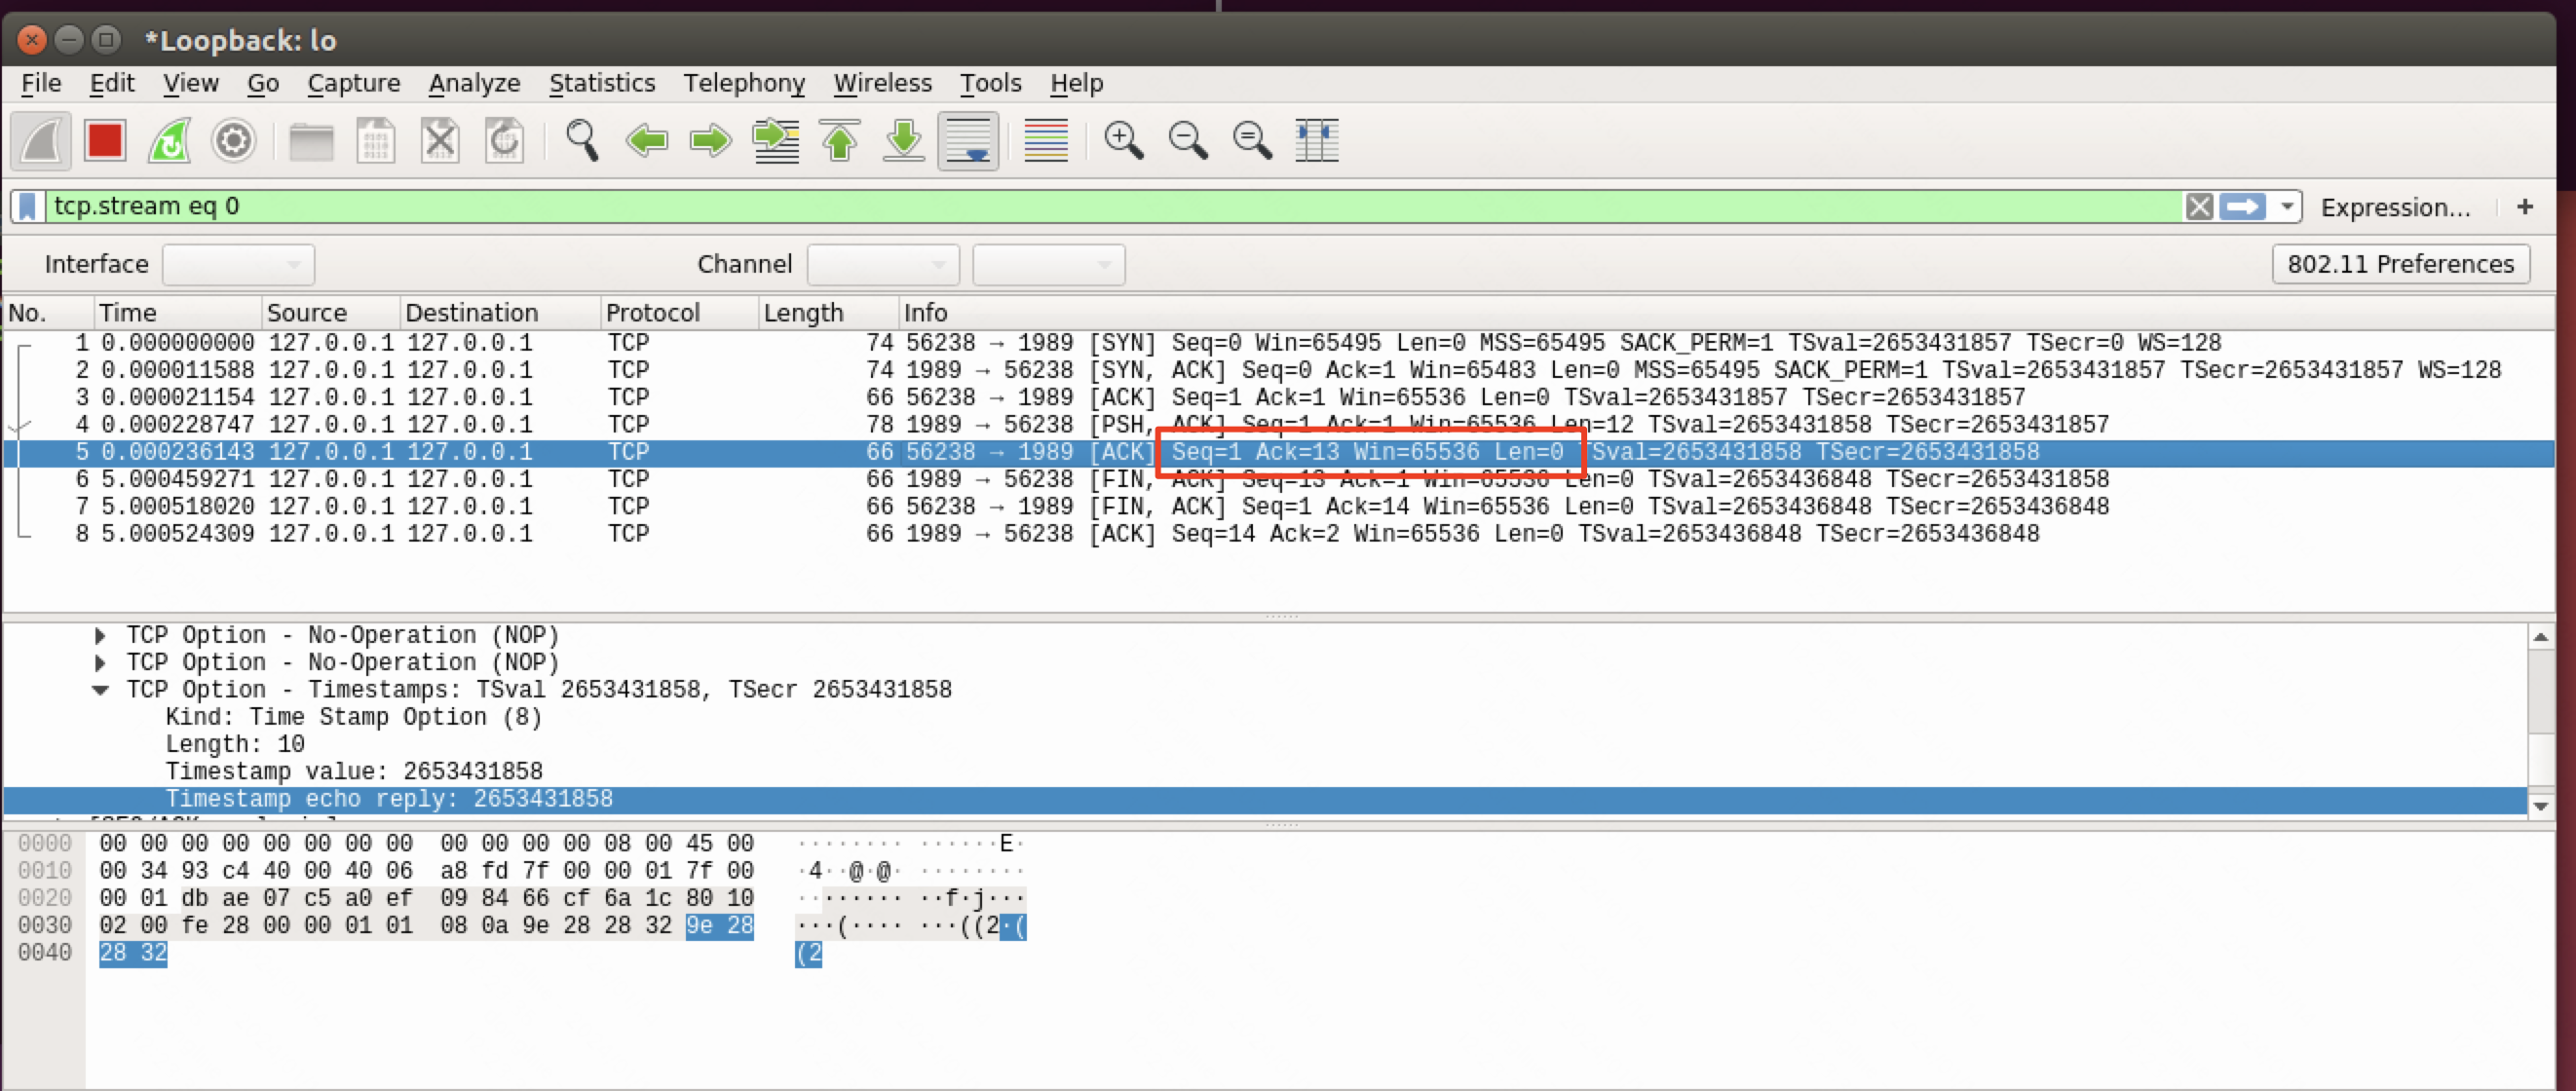 *Loopback: lo
File Edit View Go Capture Analyze Statistics Telephony Wireless Tools Help
tcp.stream eq 0 Expression... +
Interface Channel 802.11 Preferences
No. Time Source Destination Protocol Length Info
1 0.000000000 127.0.0.1 127.0.0.1 TCP 74 56238 → 1989 [SYN] Seq=0 Win=65495 Len=0 MSS=65495 SACK_PERM=1 TSval=2653431857 TSecr=0 WS=128
2 0.000011588 127.0.0.1 127.0.0.1 TCP 74 1989 → 56238 [SYN, ACK] Seq=0 Ack=1 Win=65483 Len=0 MSS=65495 SACK_PERM=1 TSval=2653431857 TSecr=2653431857 WS=128
3 0.000021154 127.0.0.1 127.0.0.1 TCP 66 56238 → 1989 [ACK] Seq=1 Ack=1 Win=65536 Len=0 TSval=2653431857 TSecr=2653431857
4 0.000228747 127.0.0.1 127.0.0.1 TCP 78 1989 → 56238 [PSH, ACK] Seq=1 Ack=1 Win=65536 Len=12 TSval=2653431858 TSecr=2653431857
5 0.000236143 127.0.0.1 127.0.0.1 TCP 66 56238 → 1989 [ACK] Seq=1 Ack=13 Win=65536 Len=0 TSval=2653431858 TSecr=2653431858
6 5.000459271 127.0.0.1 127.0.0.1 TCP 66 1989 → 56238 [FIN, ACK] Seq=13 Ack=1 Win=65536 Len=0 TSval=2653436848 TSecr=2653431858
7 5.000518020 127.0.0.1 127.0.0.1 TCP 66 56238 → 1989 [FIN, ACK] Seq=1 Ack=14 Win=65536 Len=0 TSval=2653436848 TSecr=2653436848
8 5.000524309 127.0.0.1 127.0.0.1 TCP 66 1989 → 56238 [ACK] Seq=14 Ack=2 Win=65536 Len=0 TSval=2653436848 TSecr=2653436848
TCP Option - No-Operation (NOP)
TCP Option - No-Operation (NOP)
TCP Option - Timestamps: TSval 2653431858, TSecr 2653431858
Kind: Time Stamp Option (8)
Length: 10
Timestamp value: 2653431858
Timestamp echo reply: 2653431858
0000 00 00 00 00 00 00 00 00 00 00 00 00 08 00 45 00 ········ ······E·
0010 00 34 93 c4 40 00 40 06 a8 fd 7f 00 00 01 7f 00 ·4··@·@· ········
0020 00 01 db ae 07 c5 a0 ef 09 84 66 cf 6a 1c 80 10 ········ ··f·j···
0030 02 00 fe 28 00 00 01 01 08 0a 9e 28 28 32 9e 28 ···(···· ···((2·(
0040 28 32 (2